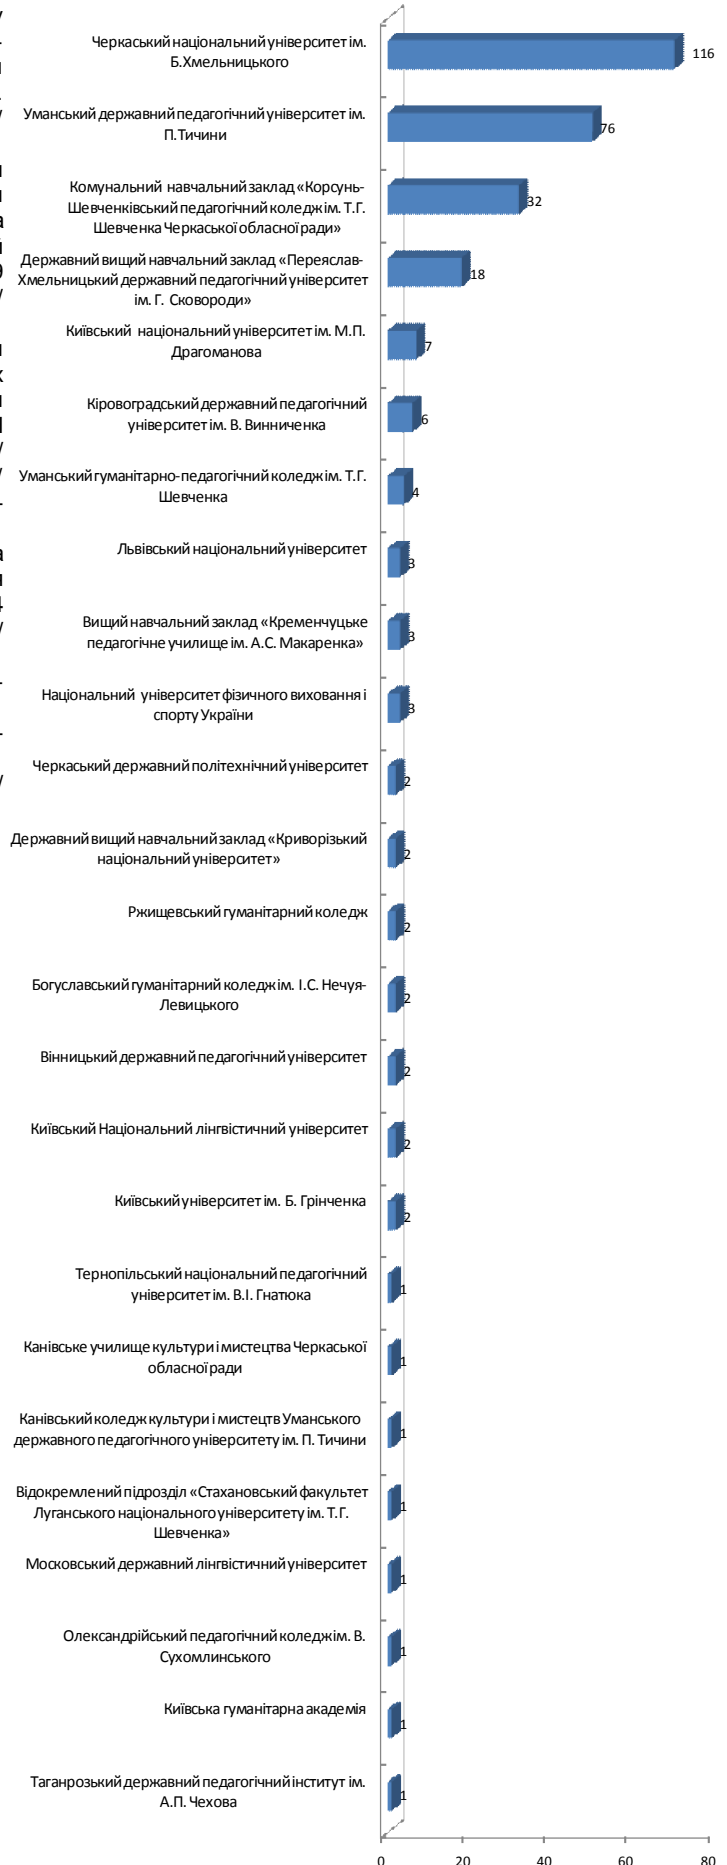 Черкаський національний університет ім.
Б.Хмельницького
116
Уманський державний педагогічний університет ім.
П.Тичини
76
Комунальний навчальний заклад «Корсунь-
Шевченківський педагогічний коледж ім. Т.Г.
Шевченка Черкаської обласної ради»
32
Державний вищий навчальний заклад «Переяслав-
Хмельницький державний педагогічний університет
ім. Г. Сковороди»
18
Київський національний університет ім. М.П.
Драгоманова
7
Кіровоградський державний педагогічний
університет ім. В. Винниченка
6
Уманський гуманітарно-педагогічний коледж ім. Т.Г.
Шевченка
4
Львівський національний університет
3
Вищий навчальний заклад «Кременчуцьке
педагогічне училище ім. А.С. Макаренка»
3
Національний університет фізичного виховання і
спорту України
3
Черкаський державний політехнічний університет
2
Державний вищий навчальний заклад «Криворізький
національний університет»
2
Ржищевський гуманітарний коледж
2
Богуславський гуманітарний коледж ім. І.С. Нечуя-
Левицького
2
Вінницький державний педагогічний університет
2
Київський Національний лінгвістичний університет
2
Київський університет ім. Б. Грінченка
2
Тернопільський національний педагогічний
університет ім. В.І. Гнатюка
1
Канівське училище культури і мистецтва Черкаської
обласної ради
1
Канівський коледж культури і мистецтв Уманського
державного педагогічного університету ім. П. Тичини
1
Відокремлений підрозділ «Стахановський факультет
Луганського національного університету ім. Т.Г.
Шевченка»
1
Московський державний лінгвістичний університет
1
Олександрійський педагогічний коледж ім. В.
Сухомлинського
1
Київська гуманітарна академія
1
Таганрозький державний педагогічний інститут ім.
А.П. Чехова
1
0 20 40 60 80